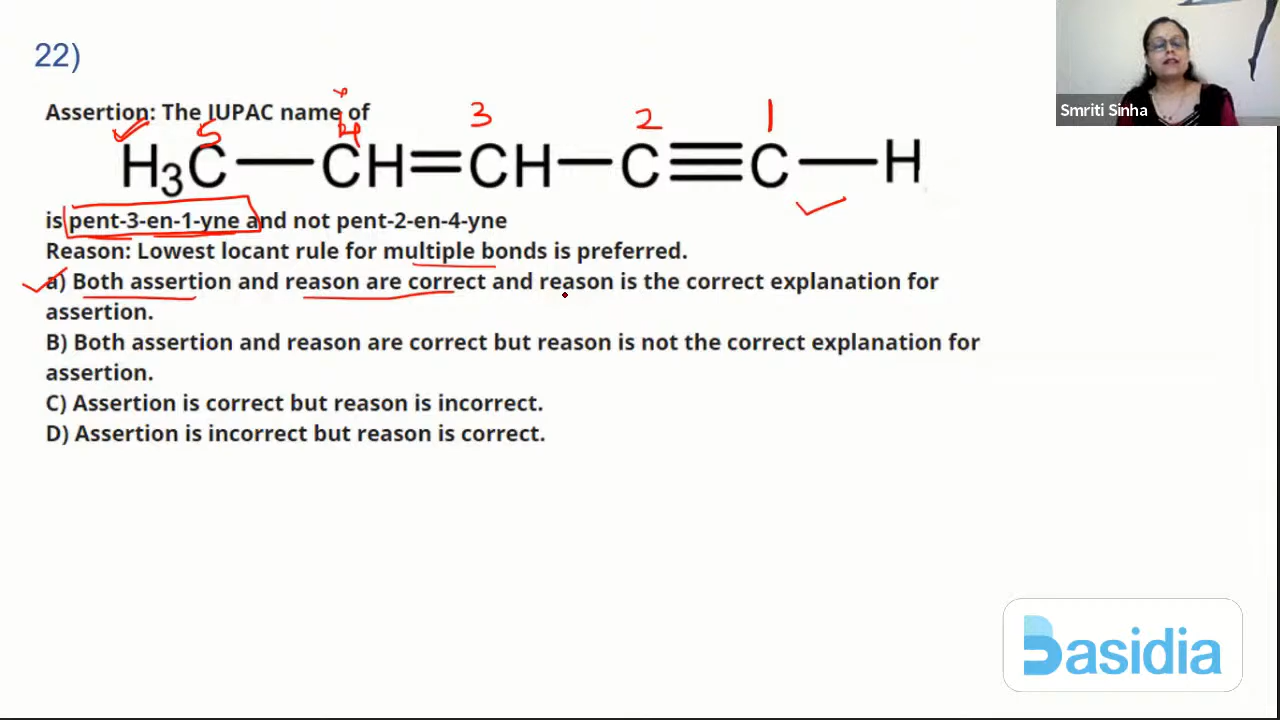 22)
Smriti Sinha
Assertion: The IUPAC name of
5 4 3 2 1
H3C—CH=CH—C≡C—H
is pent-3-en-1-yne and not pent-2-en-4-yne
Reason: Lowest locant rule for multiple bonds is preferred.
a) Both assertion and reason are correct and reason is the correct explanation for
assertion.
B) Both assertion and reason are correct but reason is not the correct explanation for
assertion.
C) Assertion is correct but reason is incorrect.
D) Assertion is incorrect but reason is correct.
Basidia